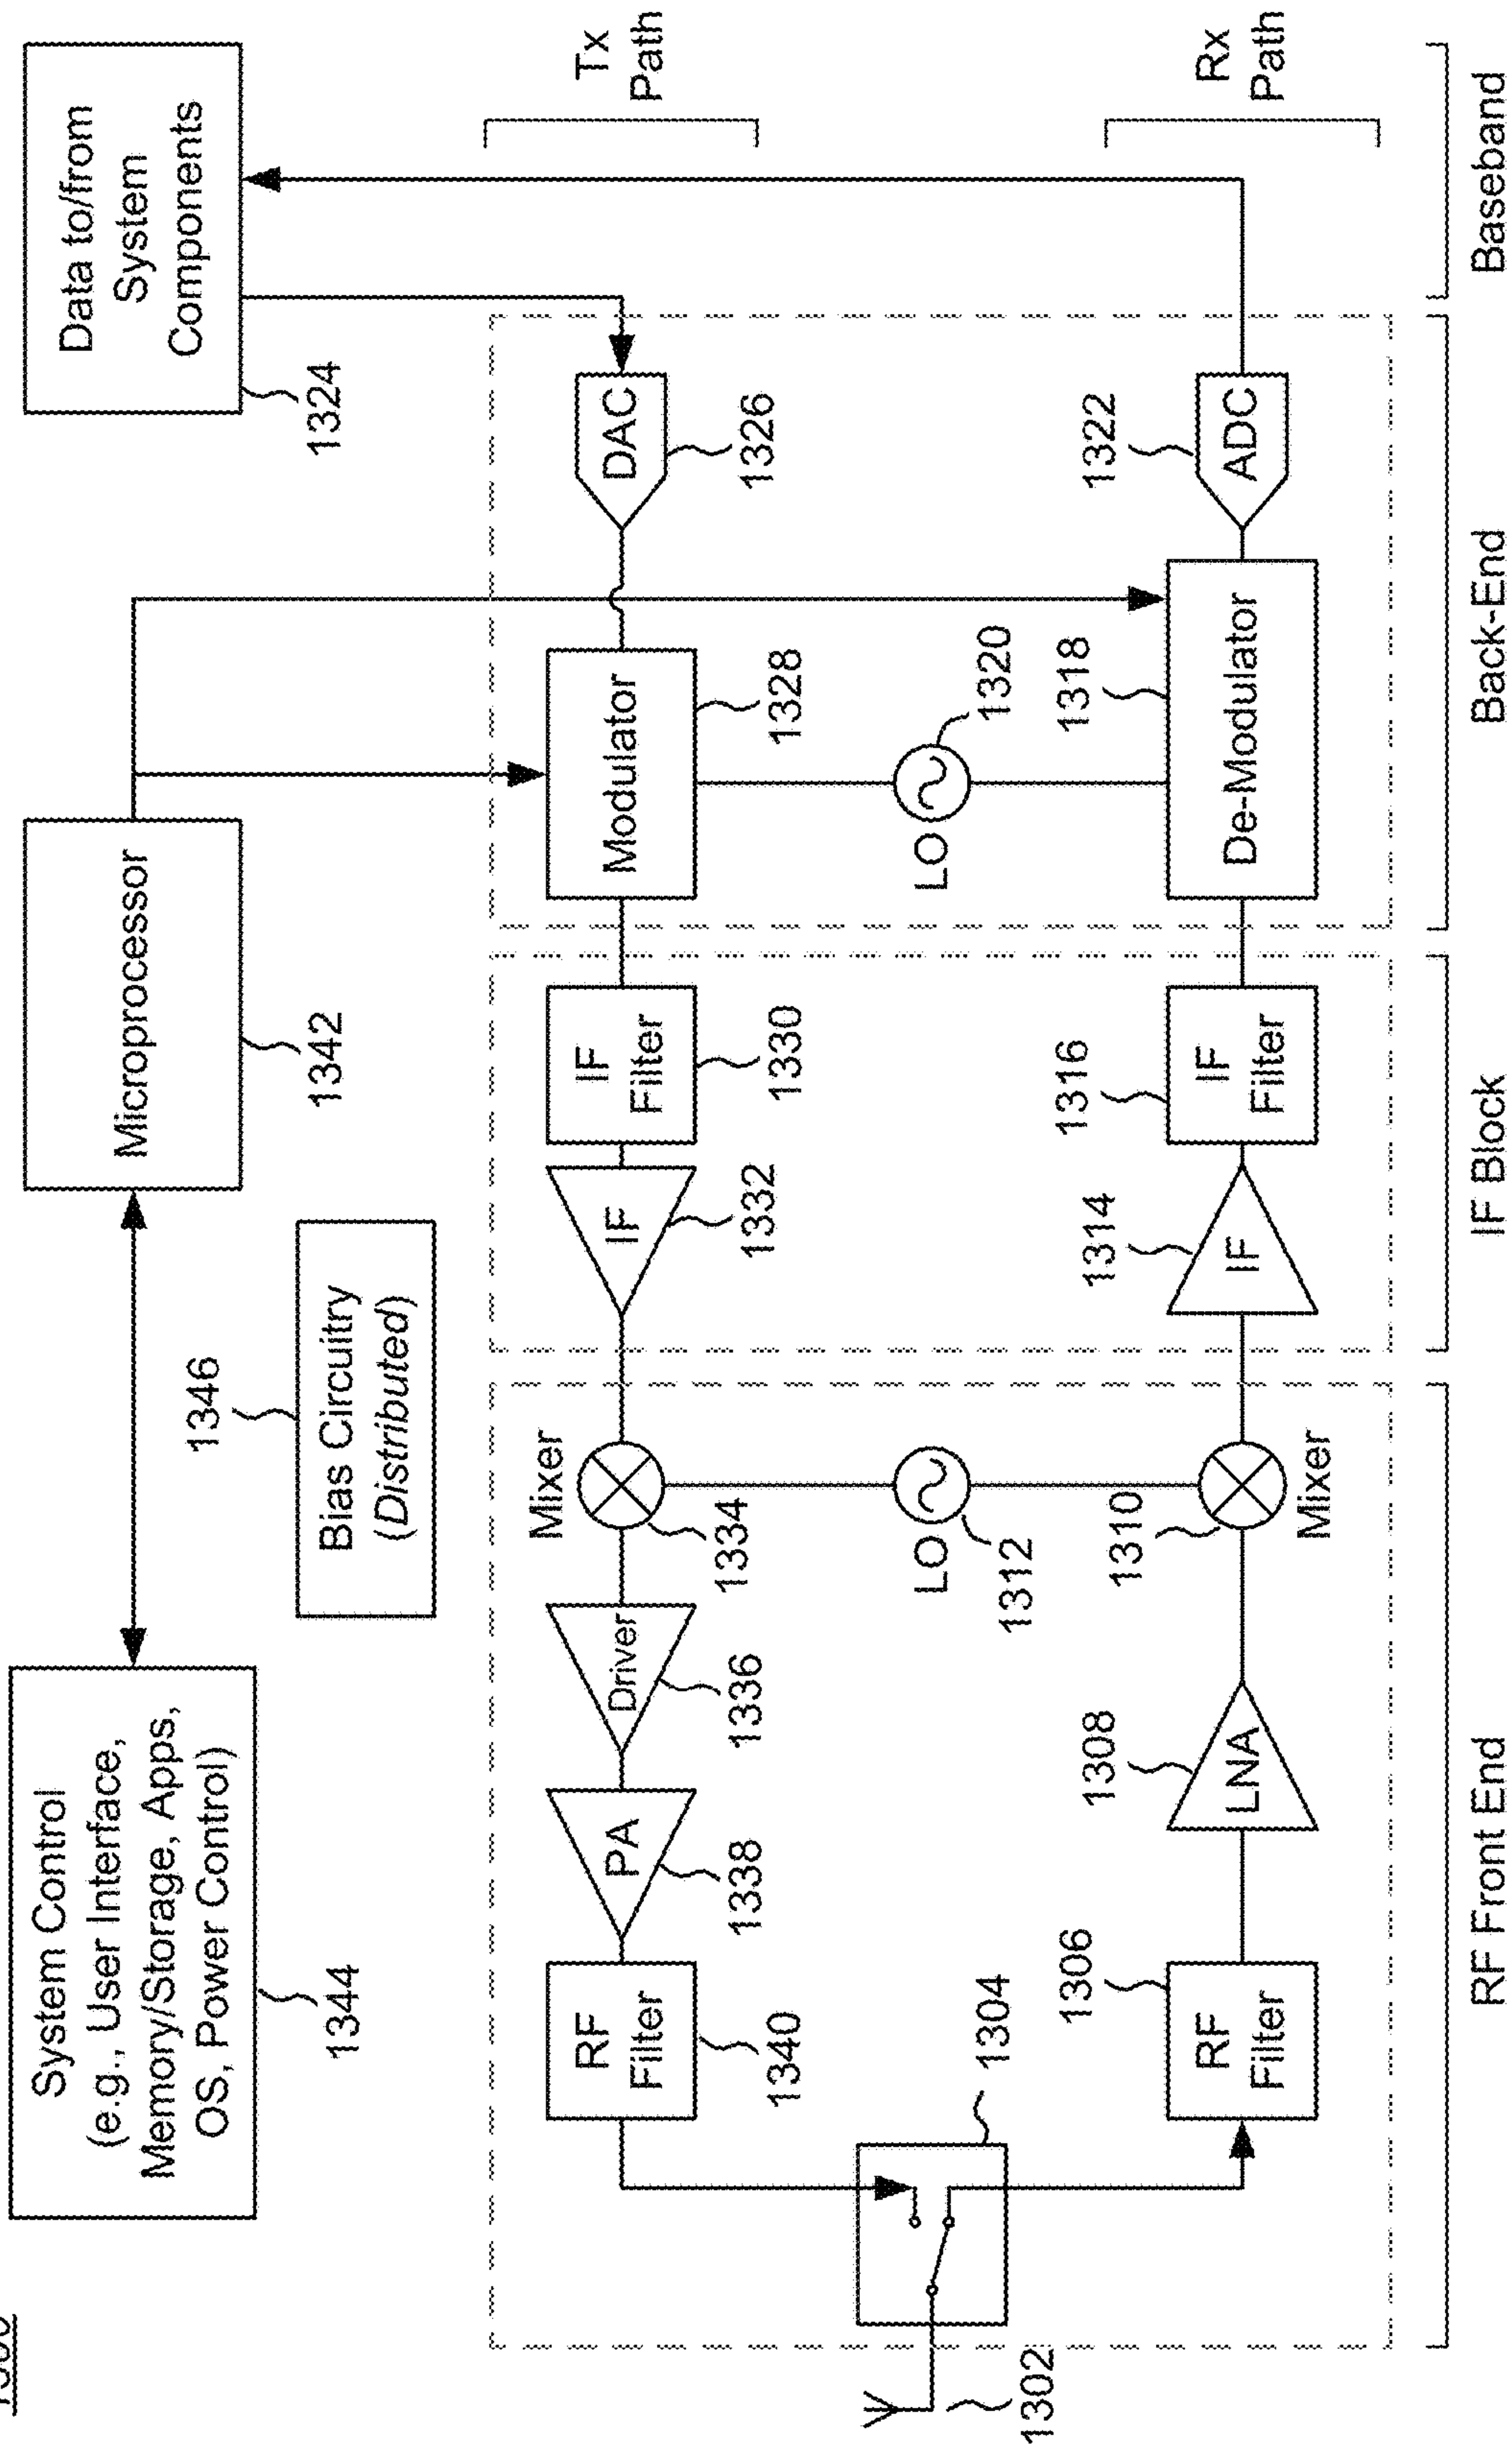 System Control
(e.g., User Interface,
Memory/Storage, Apps,
OS, Power Control)
1344
Microprocessor
1342
Data to/from
System
Components
1324
1346
Bias Circuitry
(Distributed)
Tx
Path
RF
Filter
1340
PA
1338
Driver
1336
Mixer
1334
IF
1332
IF
Filter
1330
Modulator
1328
DAC
1326
1302
1304
LO
1312
LO
1320
Rx
Path
1306
RF
Filter
1308
LNA
1310
Mixer
1314
IF
1316
IF
Filter
1318
De-Modulator
1322
ADC
RF Front End
IF Block
Back-End
Baseband